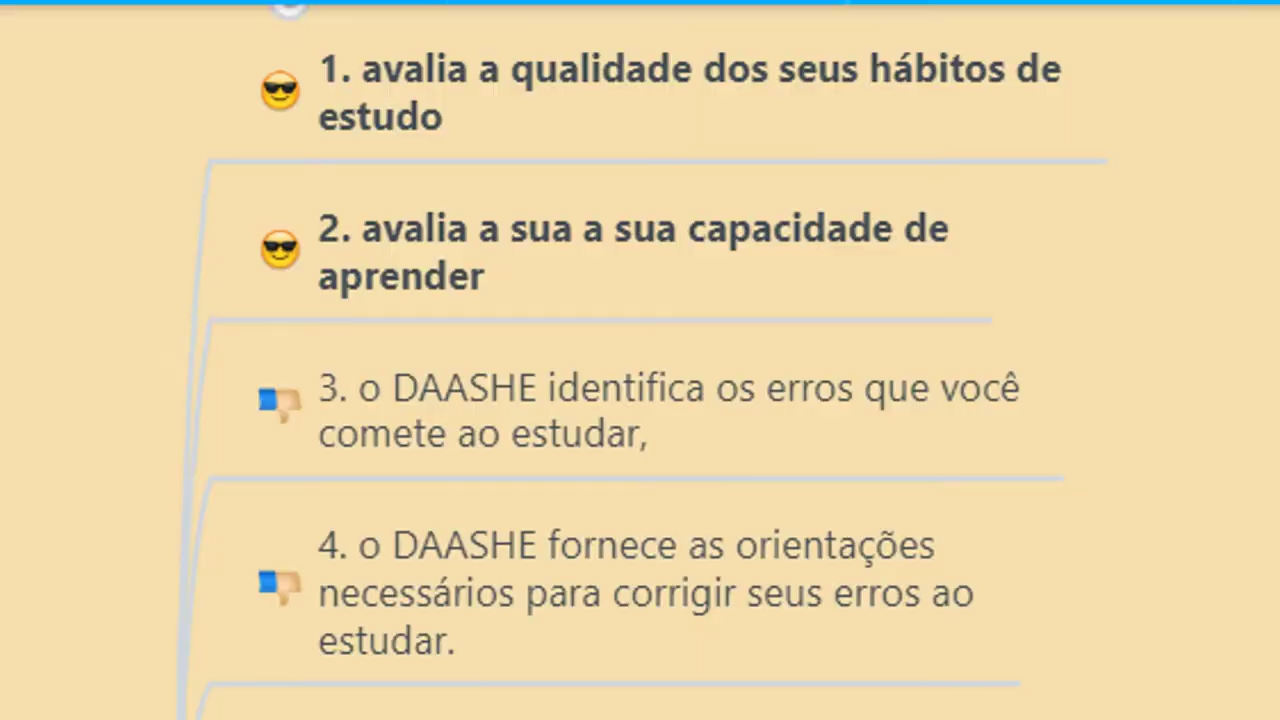 1. avalia a qualidade dos seus hábitos de
estudo
2. avalia a sua a sua capacidade de
aprender
3. o DAASHE identifica os erros que você
comete ao estudar,
4. o DAASHE fornece as orientações
necessários para corrigir seus erros ao
estudar.